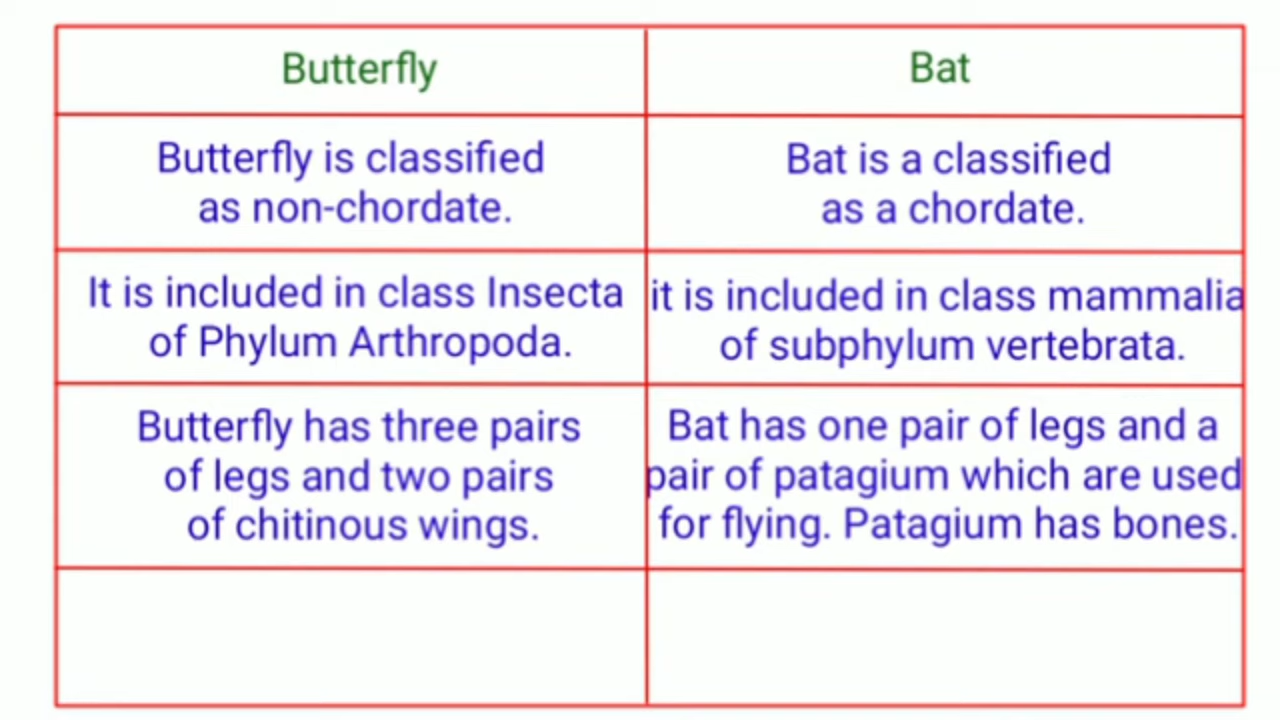 Butterfly
Bat
Butterfly is classified
as non-chordate.
Bat is a classified
as a chordate.
It is included in class Insecta
of Phylum Arthropoda.
it is included in class mammalia
of subphylum vertebrata.
Butterfly has three pairs
of legs and two pairs
of chitinous wings.
Bat has one pair of legs and a
pair of patagium which are used
for flying. Patagium has bones.